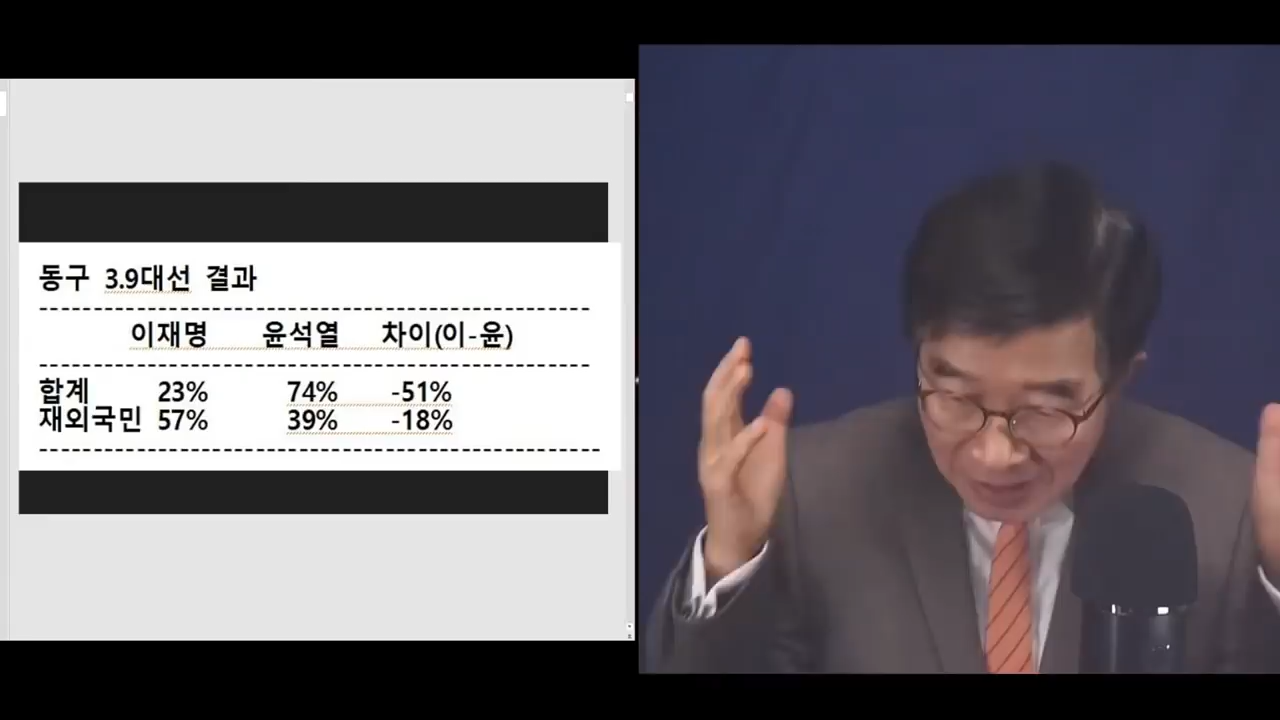 동구 3.9대선 결과
이재명 윤석열 차이(이-윤)
합계 23% 74% -51%
재외국민 57% 39% -18%